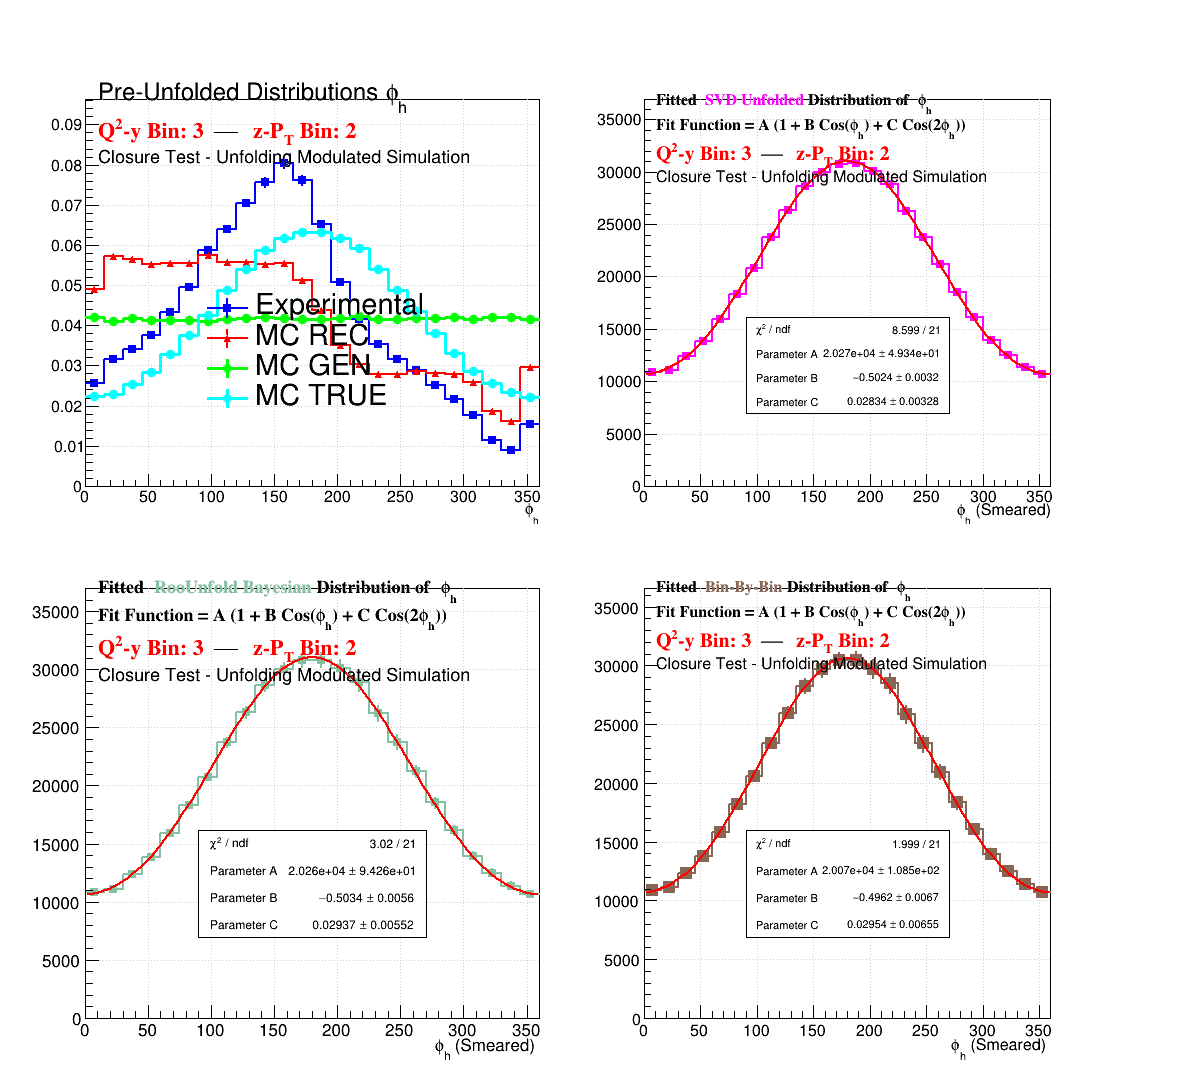 Pre-Unfolded Distributions ϕh
Q²-y Bin: 3 — z-PT Bin: 2
Closure Test - Unfolding Modulated Simulation
0.09
0.08
0.07
0.06
0.05
0.04
0.03
0.02
0.01
0
Experimental
MC REC
MC GEN
MC TRUE
0 50 100 150 200 250 300 350
ϕh
Fitted SVD Unfolded Distribution of ϕh
Fit Function = A (1 + B Cos(ϕh) + C Cos(2ϕh))
Q²-y Bin: 3 — z-PT Bin: 2
Closure Test - Unfolding Modulated Simulation
35000
30000
25000
20000
15000
10000
5000
0
χ² / ndf 8.599 / 21
Parameter A 2.027e+04 ± 4.934e+01
Parameter B −0.5024 ± 0.0032
Parameter C 0.02834 ± 0.00328
0 50 100 150 200 250 300 350
ϕh (Smeared)
Fitted RooUnfold Bayesian Distribution of ϕh
Fit Function = A (1 + B Cos(ϕh) + C Cos(2ϕh))
Q²-y Bin: 3 — z-PT Bin: 2
Closure Test - Unfolding Modulated Simulation
35000
30000
25000
20000
15000
10000
5000
0
χ² / ndf 3.02 / 21
Parameter A 2.026e+04 ± 9.426e+01
Parameter B −0.5034 ± 0.0056
Parameter C 0.02937 ± 0.00552
0 50 100 150 200 250 300 350
ϕh (Smeared)
Fitted Bin-By-Bin Distribution of ϕh
Fit Function = A (1 + B Cos(ϕh) + C Cos(2ϕh))
Q²-y Bin: 3 — z-PT Bin: 2
Closure Test - Unfolding Modulated Simulation
35000
30000
25000
20000
15000
10000
5000
0
χ² / ndf 1.999 / 21
Parameter A 2.007e+04 ± 1.085e+02
Parameter B −0.4962 ± 0.0067
Parameter C 0.02954 ± 0.00655
0 50 100 150 200 250 300 350
ϕh (Smeared)